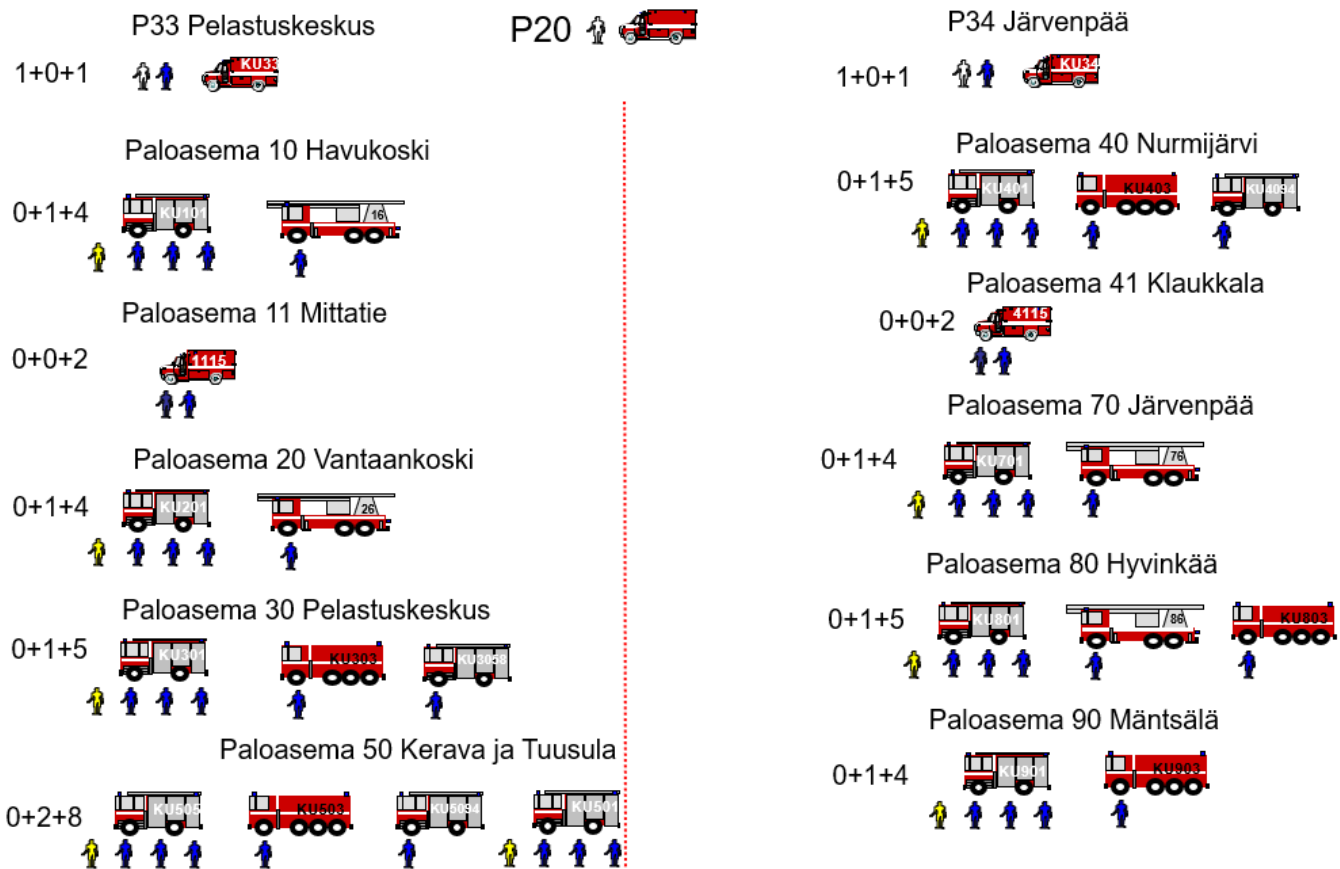 P33 Pelastuskeskus
1+0+1
KU33
P20
P34 Järvenpää
1+0+1
KU34
Paloasema 10 Havukoski
0+1+4
KU101
16
Paloasema 11 Mittatie
0+0+2
1115
Paloasema 20 Vantaankoski
0+1+4
KU201
26
Paloasema 30 Pelastuskeskus
0+1+5
KU301
KU303
KU3058
Paloasema 50 Kerava ja Tuusula
0+2+8
KU505
KU503
KU5094
KU501
Paloasema 40 Nurmijärvi
0+1+5
KU401
KU403
KU4094
Paloasema 41 Klaukkala
0+0+2
4115
Paloasema 70 Järvenpää
0+1+4
KU701
76
Paloasema 80 Hyvinkää
0+1+5
KU801
86
KU803
Paloasema 90 Mäntsälä
0+1+4
KU901
KU903